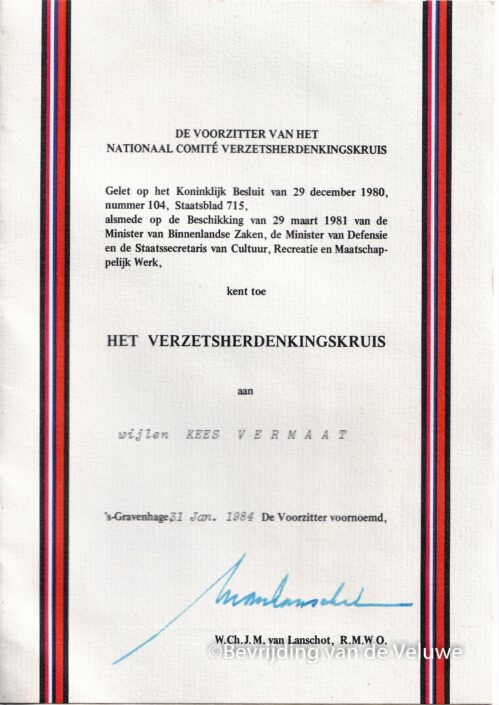 DE VOORZITTER VAN HET
NATIONAAL COMITÉ VERZETSHERDENKINGSKRUIS
Gelet op het Koninklijk Besluit van 29 december 1980,
nummer 104, Staatsblad 715,
alsmede op de Beschikking van 29 maart 1981 van de
Minister van Binnenlandse Zaken, de Minister van Defensie
en de Staatssecretaris van Cultuur, Recreatie en Maatschap-
pelijk Werk,
kent toe
HET VERZETSHERDENKINGSKRUIS
aan
wijlen KEES VERMAAT
's-Gravenhage, 31 Jan. 1984 De Voorzitter voornoemd,
W.Ch.J.M. van Lanschot, R.M.W.O.
©Bevrijding van de Veluwe